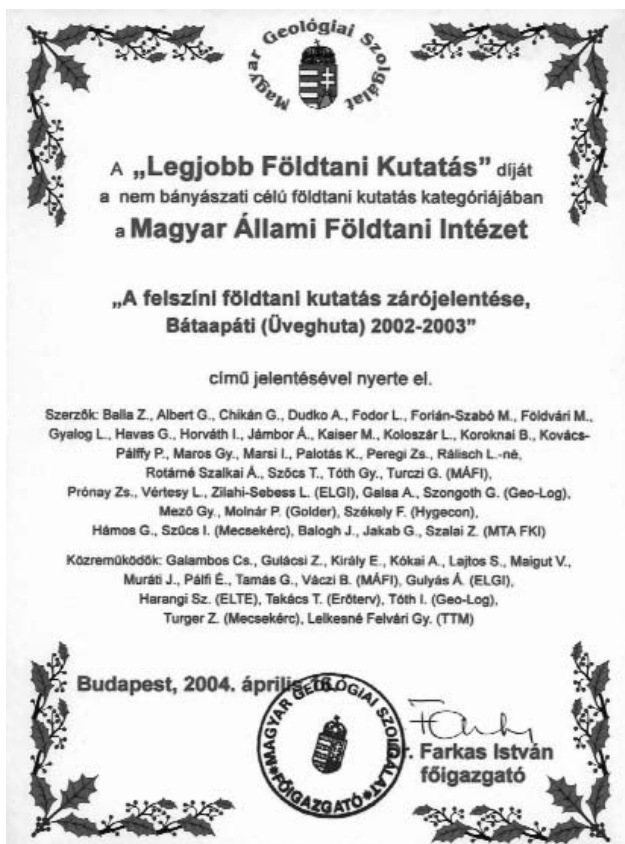 Magyar Geológiai Szolgálat
A „Legjobb Földtani Kutatás” díját
a nem bányászati célú földtani kutatás kategóriájában
a Magyar Állami Földtani Intézet
„A felszíni földtani kutatás zárójelentése,
Bátaapáti (Üveghuta) 2002-2003”
című jelentésével nyerte el.
Szerzők: Balla Z., Albert G., Chikán G., Dudko A., Fodor L., Forián-Szabó M., Földvári M.,
Gyalog L., Havas G., Horváth I., Jámbor Á., Kaiser M., Koloszár L., Koroknai B., Kovács-
Pálffy P., Maros Gy., Marsi I., Palotás K., Peregi Zs., Rálisch L.-né,
Rotárné Szalkai Á., Szőcs T., Tóth Gy., Turczi G. (MÁFI),
Prónay Zs., Vértesy L., Zilahi-Sebess L. (ELGI), Galsa A., Szongoth G. (Geo-Log),
Mező Gy., Molnár P. (Golder), Székely F. (Hygecon),
Hámos G., Szűcs I. (Mecsekérc), Balogh J., Jakab G., Szalai Z. (MTA FKI)
Közreműködők: Galambos Cs., Gulácsi Z., Király E., Kókai A., Lajtos S., Maigut V.,
Muráti J., Pálfi É., Tamás G., Váczi B. (MÁFI), Gulyás Á. (ELGI),
Harangi Sz. (ELTE), Takács T. (Erőterv), Tóth I. (Geo-Log),
Turger Z. (Mecsekérc), Lelkesné Felvári Gy. (TTM)
Budapest, 2004. április
MAGYAR GEOLÓGIAI SZOLGÁLAT
FŐIGAZGATÓ
Dr. Farkas István
főigazgató